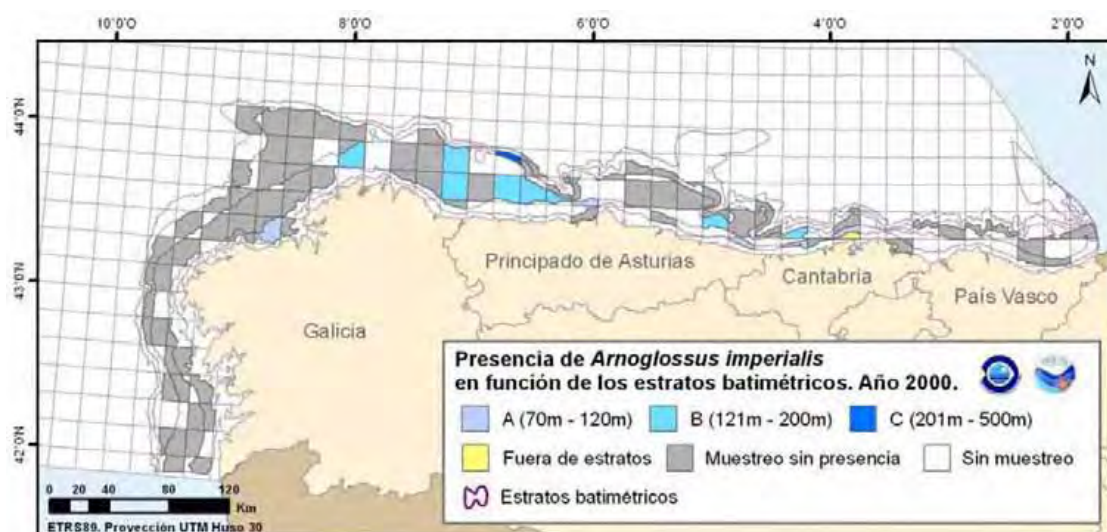 10°0'O 8°0'O 6°0'O 4°0'O 2°0'O
44°0'N
43°0'N
42°0'N
N
Principado de Asturias
Cantabria
País Vasco
Galicia
Presencia de Arnoglossus imperialis
en función de los estratos batimétricos. Año 2000.
A (70m - 120m) B (121m - 200m) C (201m - 500m)
Fuera de estratos Muestreo sin presencia Sin muestreo
Estratos batimétricos
0 20 40 80 120
Km
ETRS89. Proyección UTM Huso 30